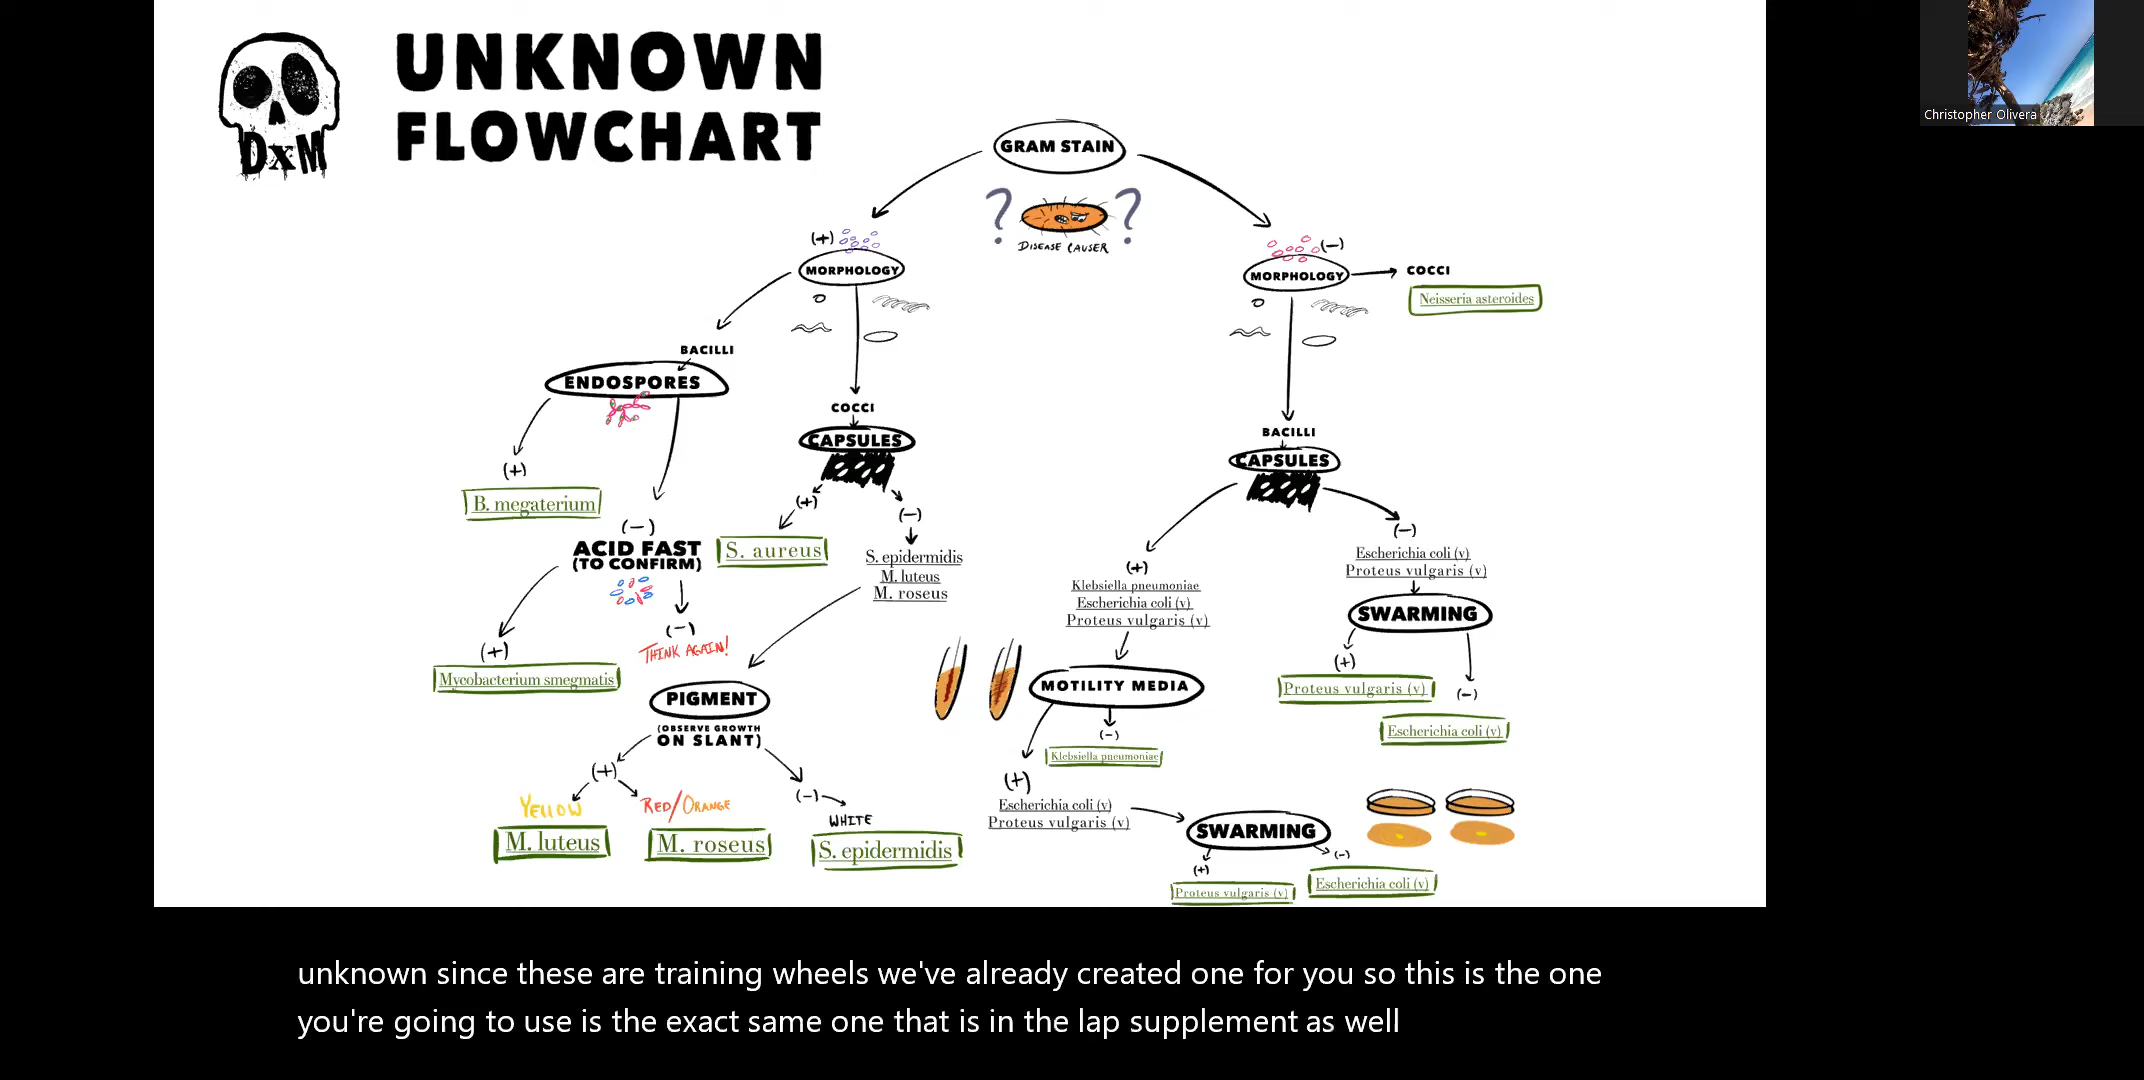 UNKNOWN
FLOWCHART
DxM
Christopher Olivera
GRAM STAIN
? ?
DISEASE CAUSER
(+)
MORPHOLOGY
(-)
MORPHOLOGY
COCCI
Neisseria asteroides
BACILLI
ENDOSPORES
(+)
B. megaterium
(-)
ACID FAST
(TO CONFIRM)
(+)
Mycobacterium smegmatis
(-)
THINK AGAIN!
COCCI
CAPSULES
(+)
S. aureus
(-)
S. epidermidis
M. luteus
M. roseus
PIGMENT
(OBSERVE GROWTH
ON SLANT)
(+)
YELLOW
M. luteus
RED/ORANGE
M. roseus
(-)
WHITE
S. epidermidis
BACILLI
CAPSULES
(+)
Klebsiella pneumoniae
Escherichia coli (v)
Proteus vulgaris (v)
MOTILITY MEDIA
(-)
Klebsiella pneumoniae
(+)
Escherichia coli (v)
Proteus vulgaris (v)
SWARMING
(+)
Proteus vulgaris (v)
(-)
Escherichia coli (v)
(-)
Escherichia coli (v)
Proteus vulgaris (v)
SWARMING
(+)
Proteus vulgaris (v)
(-)
Escherichia coli (v)
unknown since these are training wheels we've already created one for you so this is the one
you're going to use is the exact same one that is in the lap supplement as well